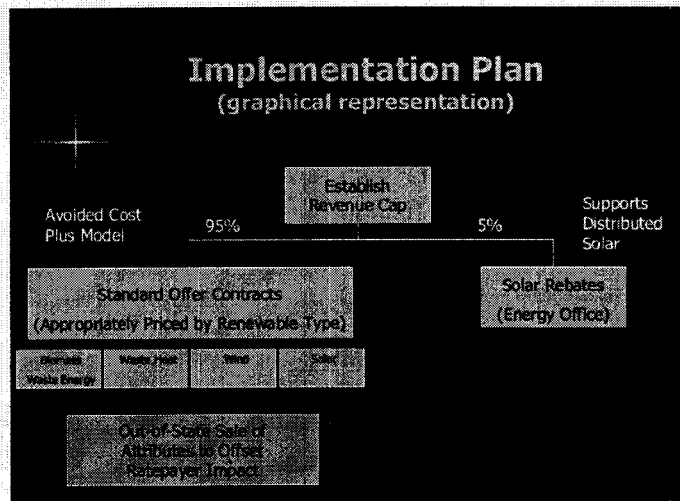 Implementation Plan
(graphical representation)
Establish
Revenue Cap
Avoided Cost
Plus Model
95%
5%
Supports
Distributed
Solar
Standard Offer Contracts
(Appropriately Priced by Renewable Type)
Solar Rebates
(Energy Office)
Biomass
Waste Energy
Waste Heat
Wind
Solar
Out-of-State Sale of
Attributes to Offset
Ratepayer Impact